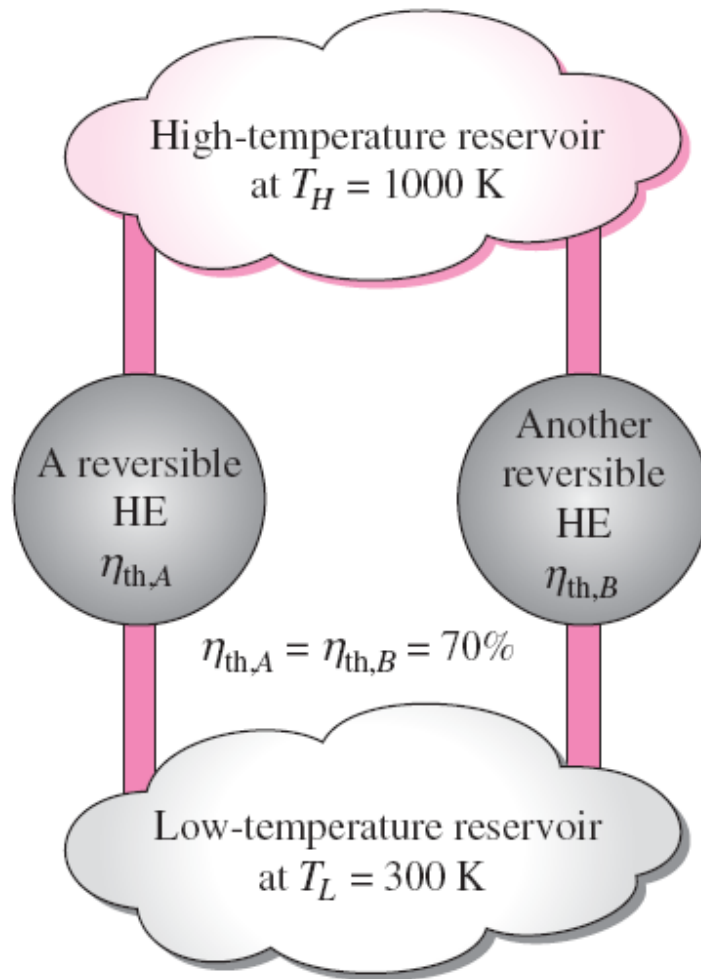 High-temperature reservoir
at T_H = 1000 K
A reversible
HE
η_th,A
Another
reversible
HE
η_th,B
η_th,A = η_th,B = 70%
Low-temperature reservoir
at T_L = 300 K